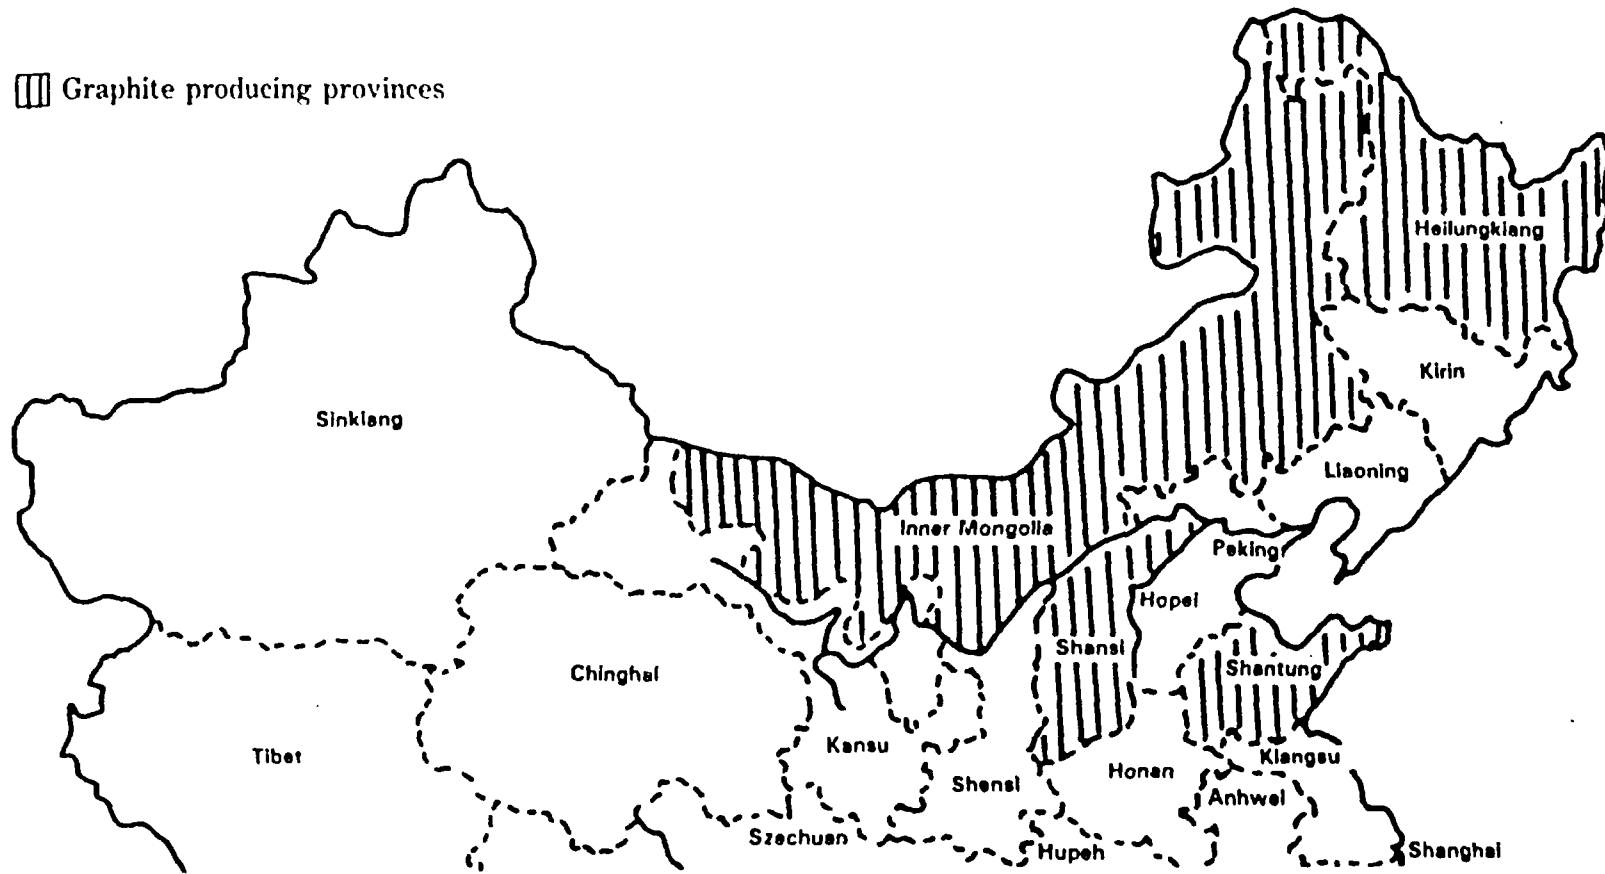 Graphite producing provinces
Heilungkiang
Kirin
Sinkiang
Liaoning
Inner Mongolia
Peking
Hopei
Shansi
Shantung
Chinghai
Kansu
Tibet
Kiangsu
Honan
Shensi
Anhwei
Szechuan
Hupeh
Shanghai